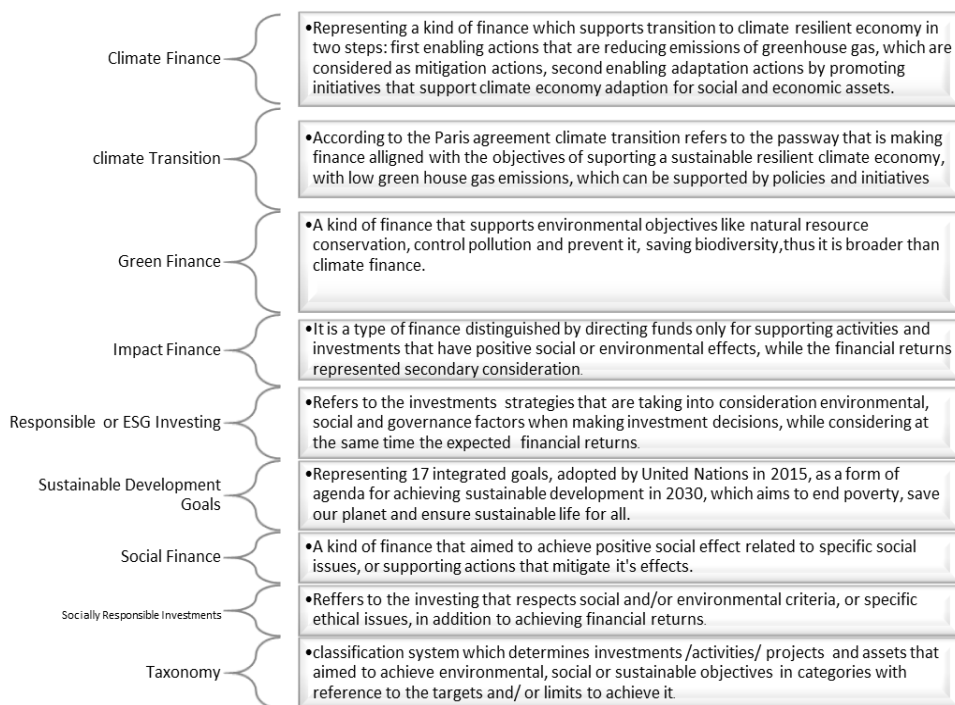 Climate Finance
•Representing a kind of finance which supports transition to climate resilient economy in
two steps: first enabling actions that are reducing emissions of greenhouse gas, which are
considered as mitigation actions, second enabling adaptation actions by promoting
initiatives that support climate economy adaption for social and economic assets.
climate Transition
•According to the Paris agreement climate transition refers to the passway that is making
finance alligned with the objectives of suporting a sustainable resilient climate economy,
with low green house gas emissions, which can be supported by policies and initiatives
Green Finance
•A kind of finance that supports environmental objectives like natural resource
conservation, control pollution and prevent it, saving biodiversity,thus it is broader than
climate finance.
Impact Finance
•It is a type of finance distinguished by directing funds only for supporting activities and
investments that have positive social or environmental effects, while the financial returns
represented secondary consideration.
Responsible or ESG Investing
•Refers to the investments strategies that are taking into consideration environmental,
social and governance factors when making investment decisions, while considering at
the same time the expected financial returns.
Sustainable Development
Goals
•Representing 17 integrated goals, adopted by United Nations in 2015, as a form of
agenda for achieving sustainable development in 2030, which aims to end poverty, save
our planet and ensure sustainable life for all.
Social Finance
•A kind of finance that aimed to achieve positive social effect related to specific social
issues, or supporting actions that mitigate it's effects.
Socially Responsible Investments
•Reffers to the investing that respects social and/or environmental criteria, or specific
ethical issues, in addition to achieving financial returns.
Taxonomy
•classification system which determines investments /activities/ projects and assets that
aimed to achieve environmental, social or sustainable objectives in categories with
reference to the targets and/ or limits to achieve it.